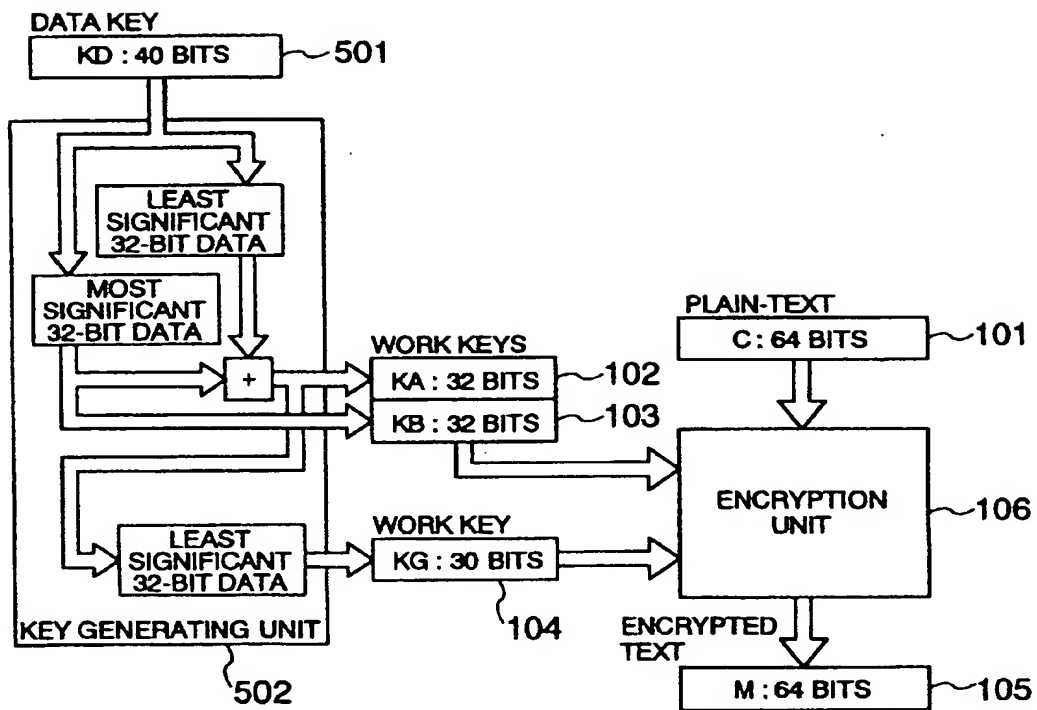 DATA KEY
KD : 40 BITS
501
LEAST
SIGNIFICANT
32-BIT DATA
MOST
SIGNIFICANT
32-BIT DATA
+
WORK KEYS
KA : 32 BITS
102
KB : 32 BITS
103
PLAIN-TEXT
C : 64 BITS
101
ENCRYPTION
UNIT
106
LEAST
SIGNIFICANT
32-BIT DATA
WORK KEY
KG : 30 BITS
104
KEY GENERATING UNIT
502
ENCRYPTED
TEXT
M : 64 BITS
105